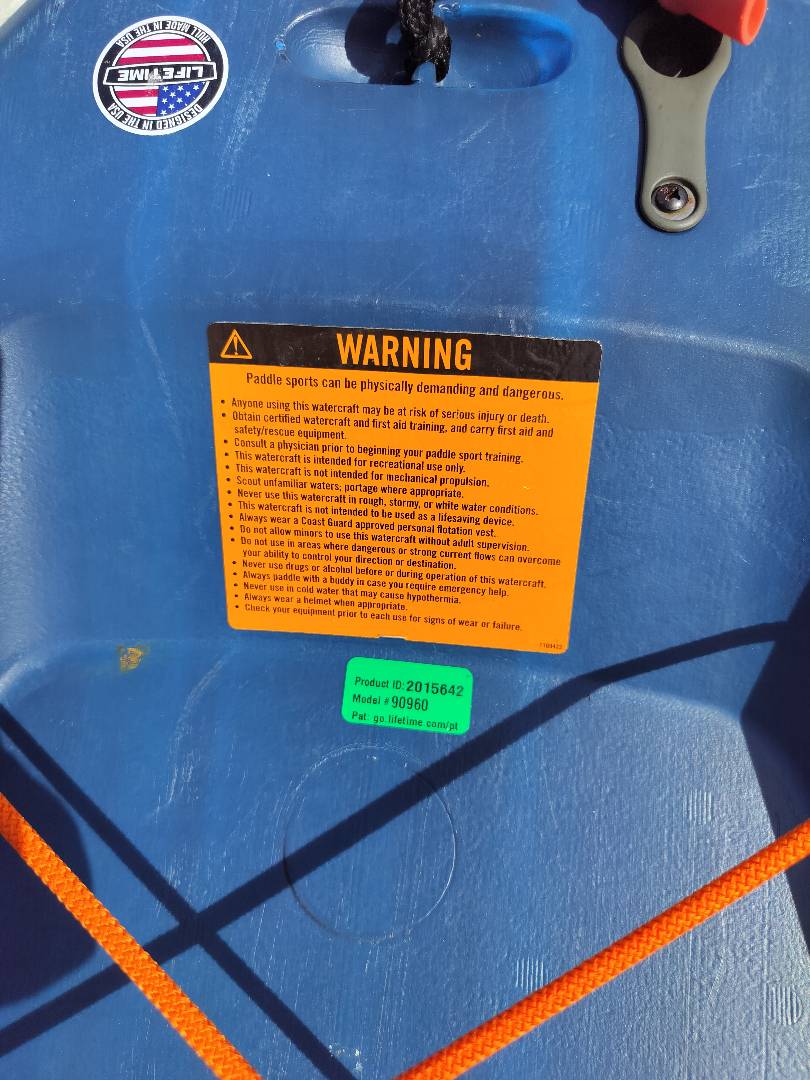 BUILT MADE IN THE USA
LIFETIME
DESIGNED IN THE USA
WARNING
Paddle sports can be physically demanding and dangerous.
• Anyone using this watercraft may be at risk of serious injury or death.
• Obtain certified watercraft and first aid training, and carry first aid and
safety/rescue equipment.
• Consult a physician prior to beginning your paddle sport training.
• This watercraft is intended for recreational use only.
• This watercraft is not intended for mechanical propulsion.
• Scout unfamiliar waters; portage where appropriate.
• Never use this watercraft in rough, stormy, or white water conditions.
• This watercraft is not intended to be used as a lifesaving device.
• Always wear a Coast Guard approved personal flotation vest.
• Do not allow minors to use this watercraft without adult supervision.
• Do not use in areas where dangerous or strong current flows can overcome
your ability to control your direction or destination.
• Never use drugs or alcohol before or during operation of this watercraft.
• Always paddle with a buddy in case you require emergency help.
• Never use in cold water that may cause hypothermia.
• Always wear a helmet when appropriate.
• Check your equipment prior to each use for signs of wear or failure.
Product ID: 2015642
Model # 90960
Pat: go.lifetime.com/pt